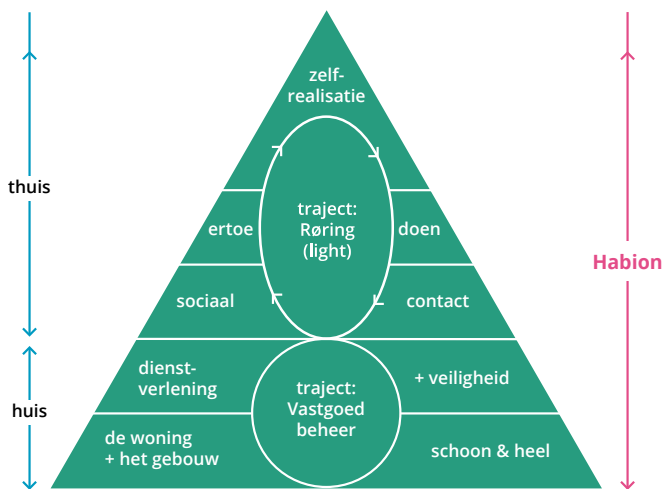 zelf-
realisatie
thuis
traject:
Røring
(light)
ertoe
doen
Habion
sociaal
contact
dienst-
verlening
+ veiligheid
traject:
Vastgoed
beheer
huis
de woning
+ het gebouw
schoon & heel